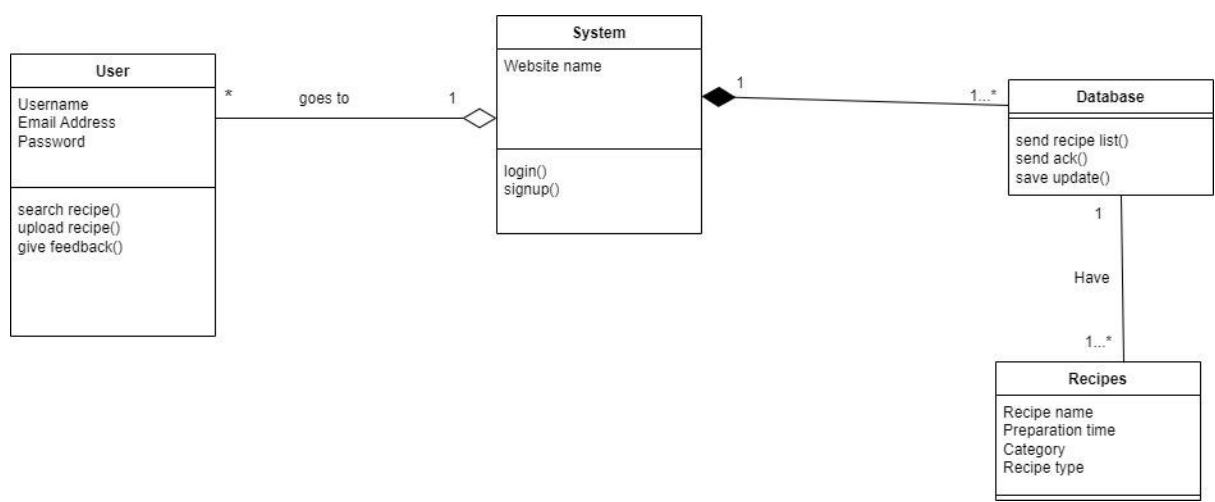 System
Website name
login()
signup()
User
Username
Email Address
Password
search recipe()
upload recipe()
give feedback()
*
goes to
1
1
1...*
Database
send recipe list()
send ack()
save update()
1
Have
1...*
Recipes
Recipe name
Preparation time
Category
Recipe type